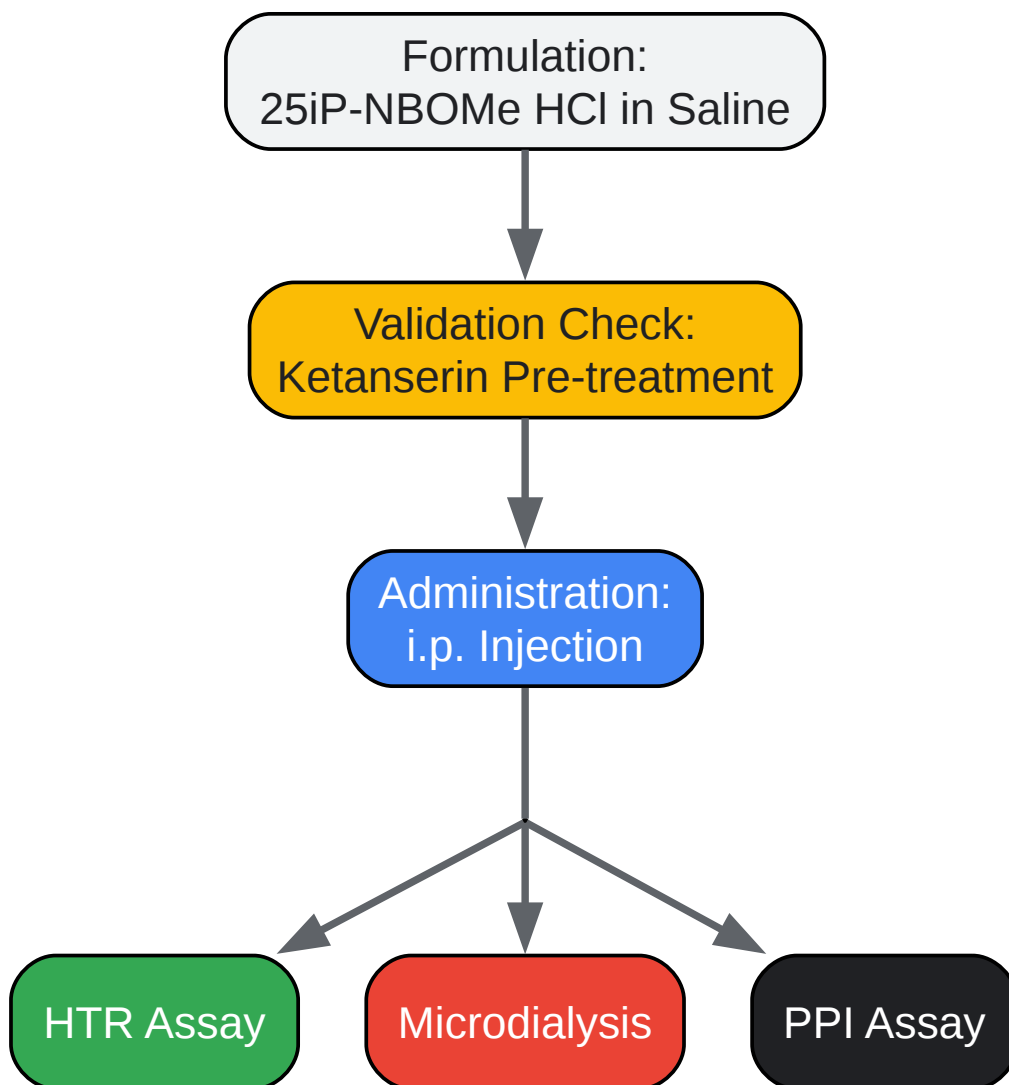 Formulation:
25iP-NBOMe HCl in Saline
Validation Check:
Ketanserin Pre-treatment
Administration:
i.p. Injection
HTR Assay
Microdialysis
PPI Assay